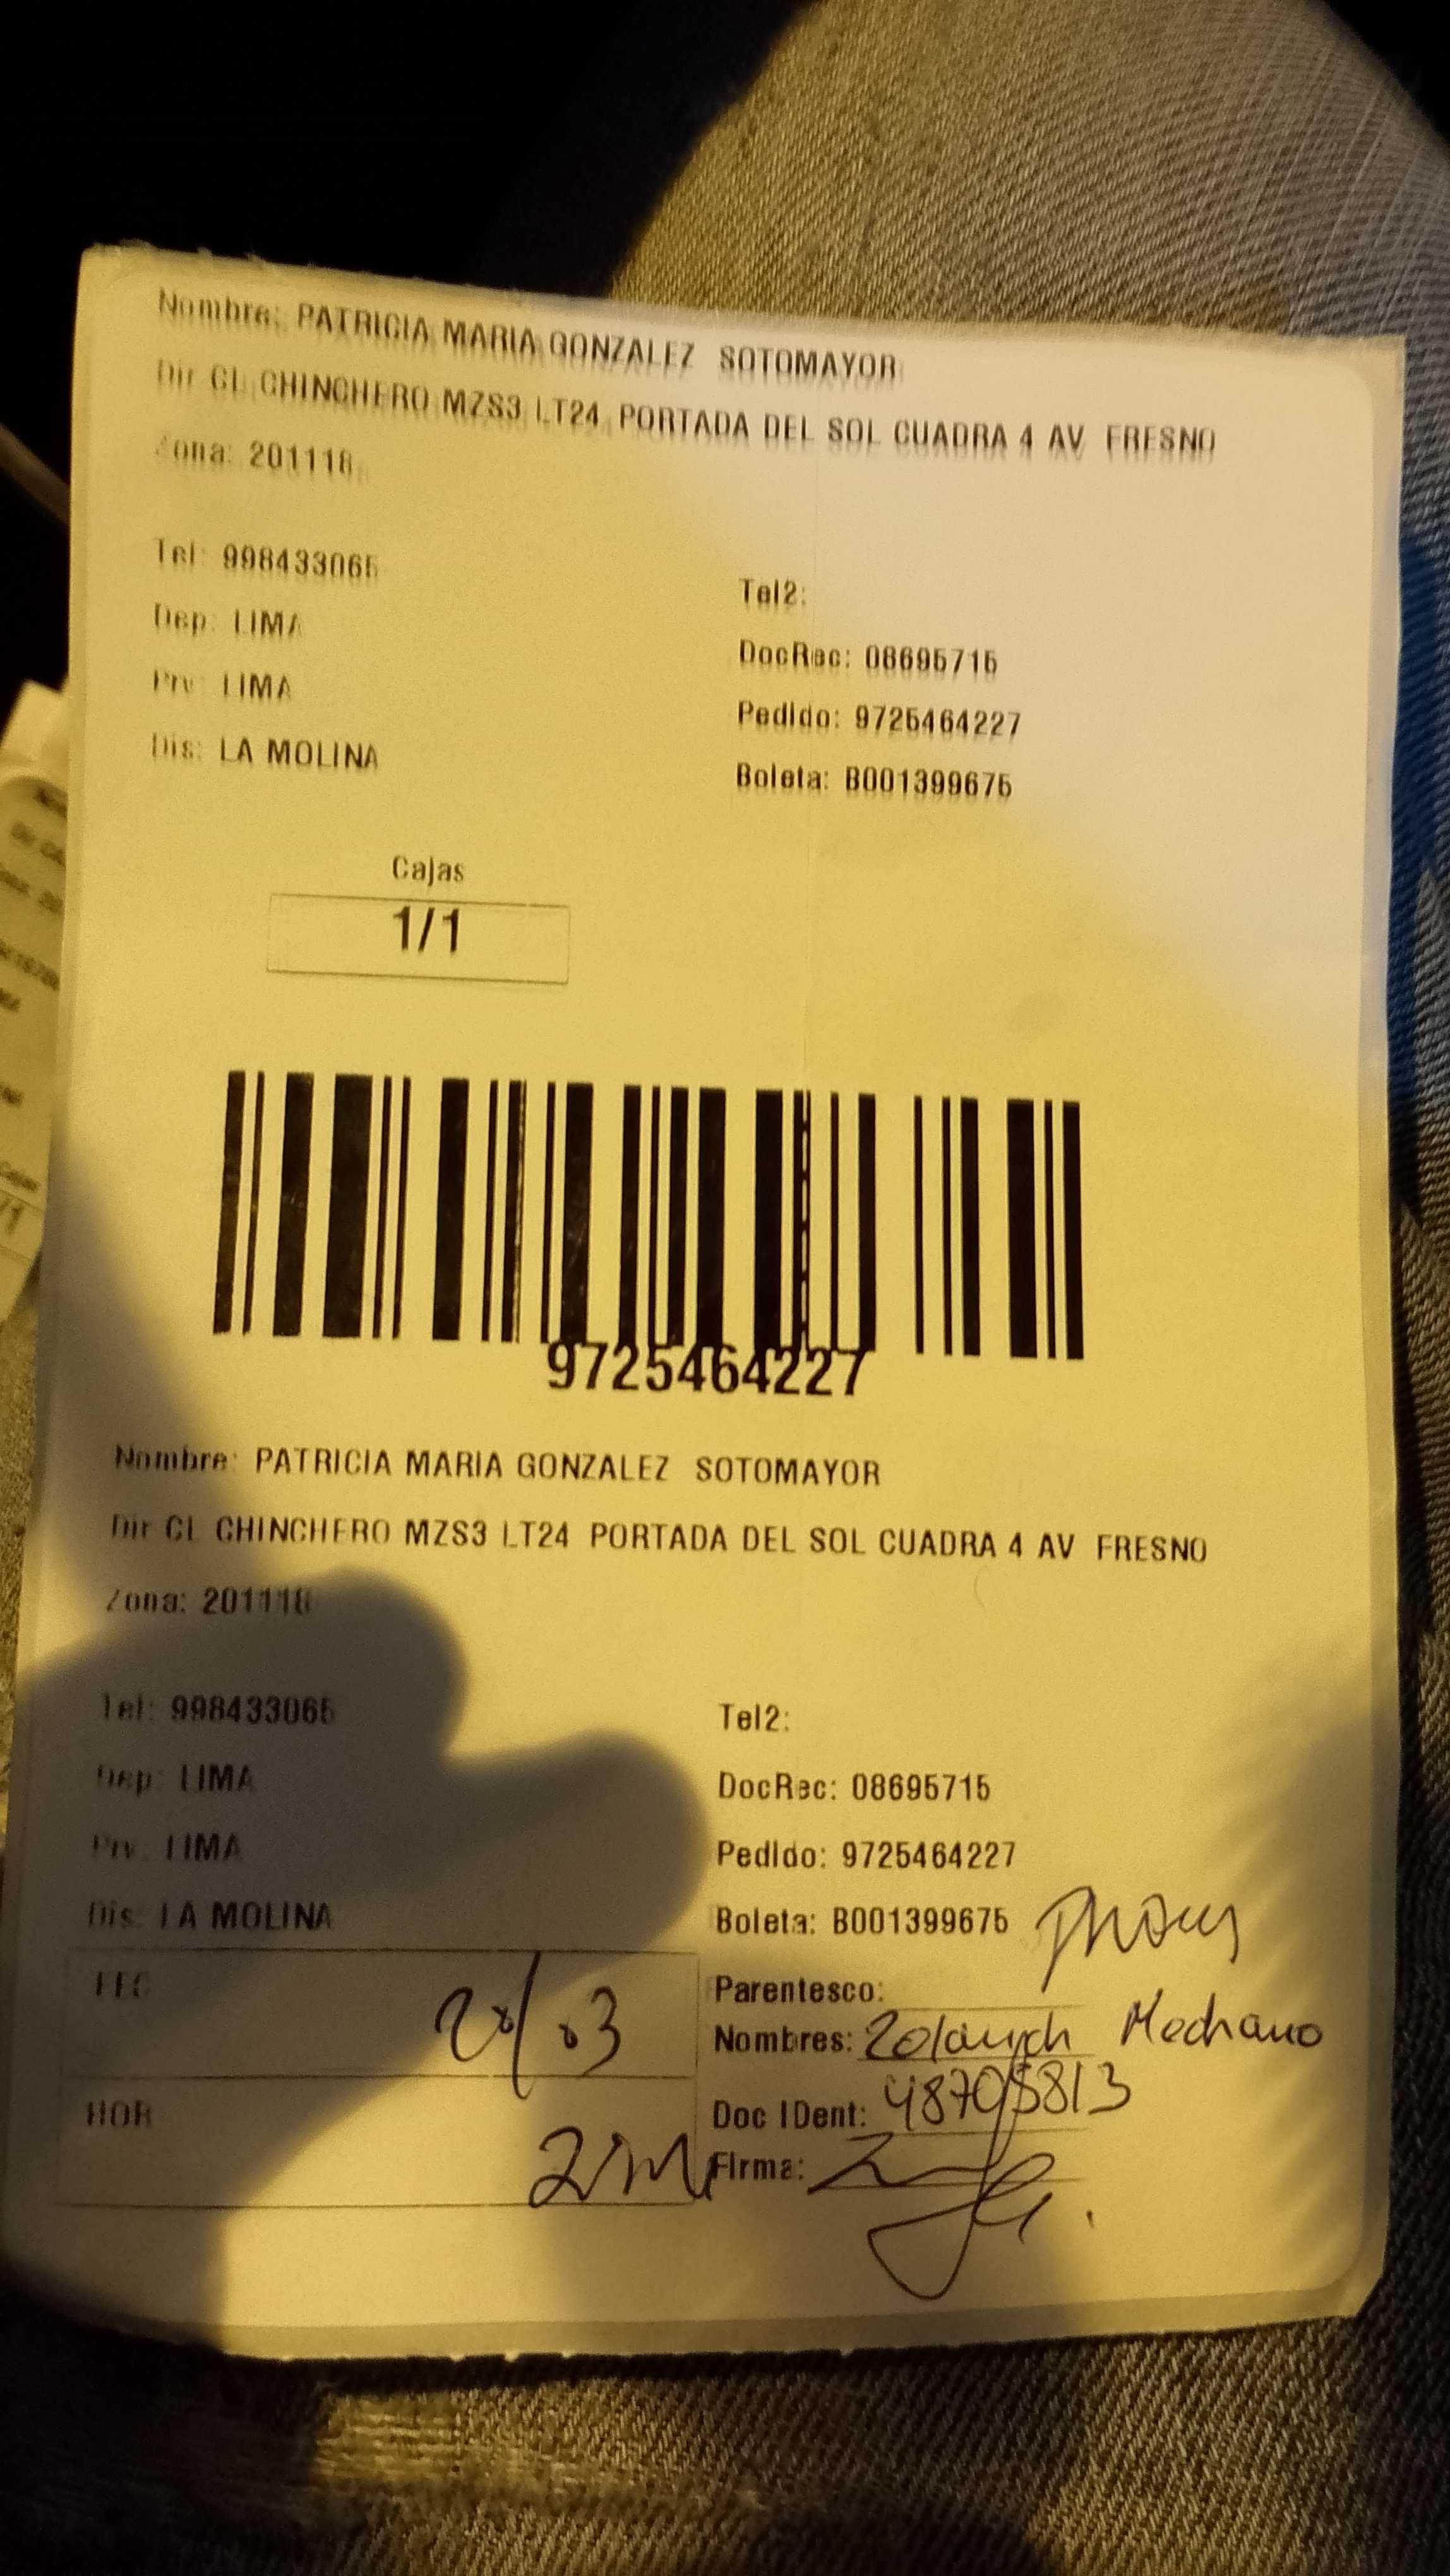 Nombre: PATRICIA MARIA GONZALEZ SOTOMAYOR
Dir CL CHINCHERO MZS3 LT24 PORTADA DEL SOL CUADRA 4 AV FRESNO
Zona: 201118
Tel: 998433065
Tel2:
Dep: LIMA
DocRec: 08695715
Prv: LIMA
Pedido: 9725464227
Dis: LA MOLINA
Boleta: B001399675
Cajas
1/1
9725464227
Nombre: PATRICIA MARIA GONZALEZ SOTOMAYOR
Dir CL CHINCHERO MZS3 LT24 PORTADA DEL SOL CUADRA 4 AV FRESNO
Zona: 201118
Tel: 998433065
Tel2:
Dep: LIMA
DocRec: 08695715
Prv: LIMA
Pedido: 9725464227
Dis: LA MOLINA
Boleta: B001399675
FEC
Parentesco:
Nombres: Medrano
HOR
Doc IDent: 48705813
Firma: